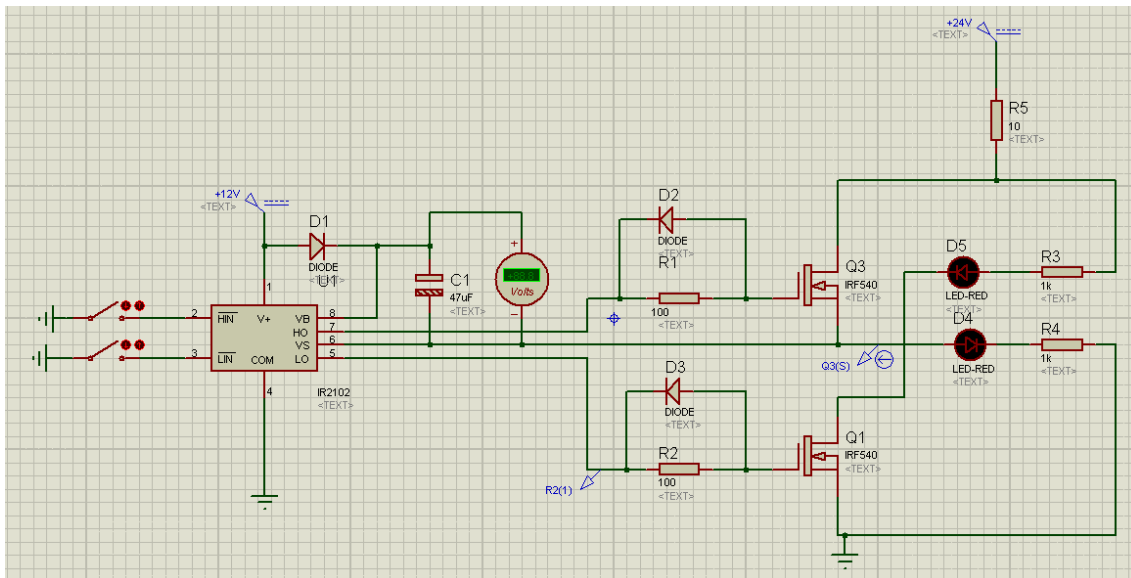 +24V
<TEXT>
R5
10
<TEXT>
+12V
<TEXT>
D1
DIODE
<TEXT>
U1
C1
47uF
<TEXT>
+
Volts
D2
DIODE
<TEXT>
R1
100
<TEXT>
Q3
IRF540
<TEXT>
D5
LED-RED
<TEXT>
R3
1k
<TEXT>
1
2
HIN
V+
VB
8
HO
7
VS
6
3
LIN
COM
LO
5
4
IR2102
<TEXT>
D4
LED-RED
<TEXT>
R4
1k
<TEXT>
Q3(S)
D3
DIODE
<TEXT>
R2
100
<TEXT>
R2(1)
Q1
IRF540
<TEXT>